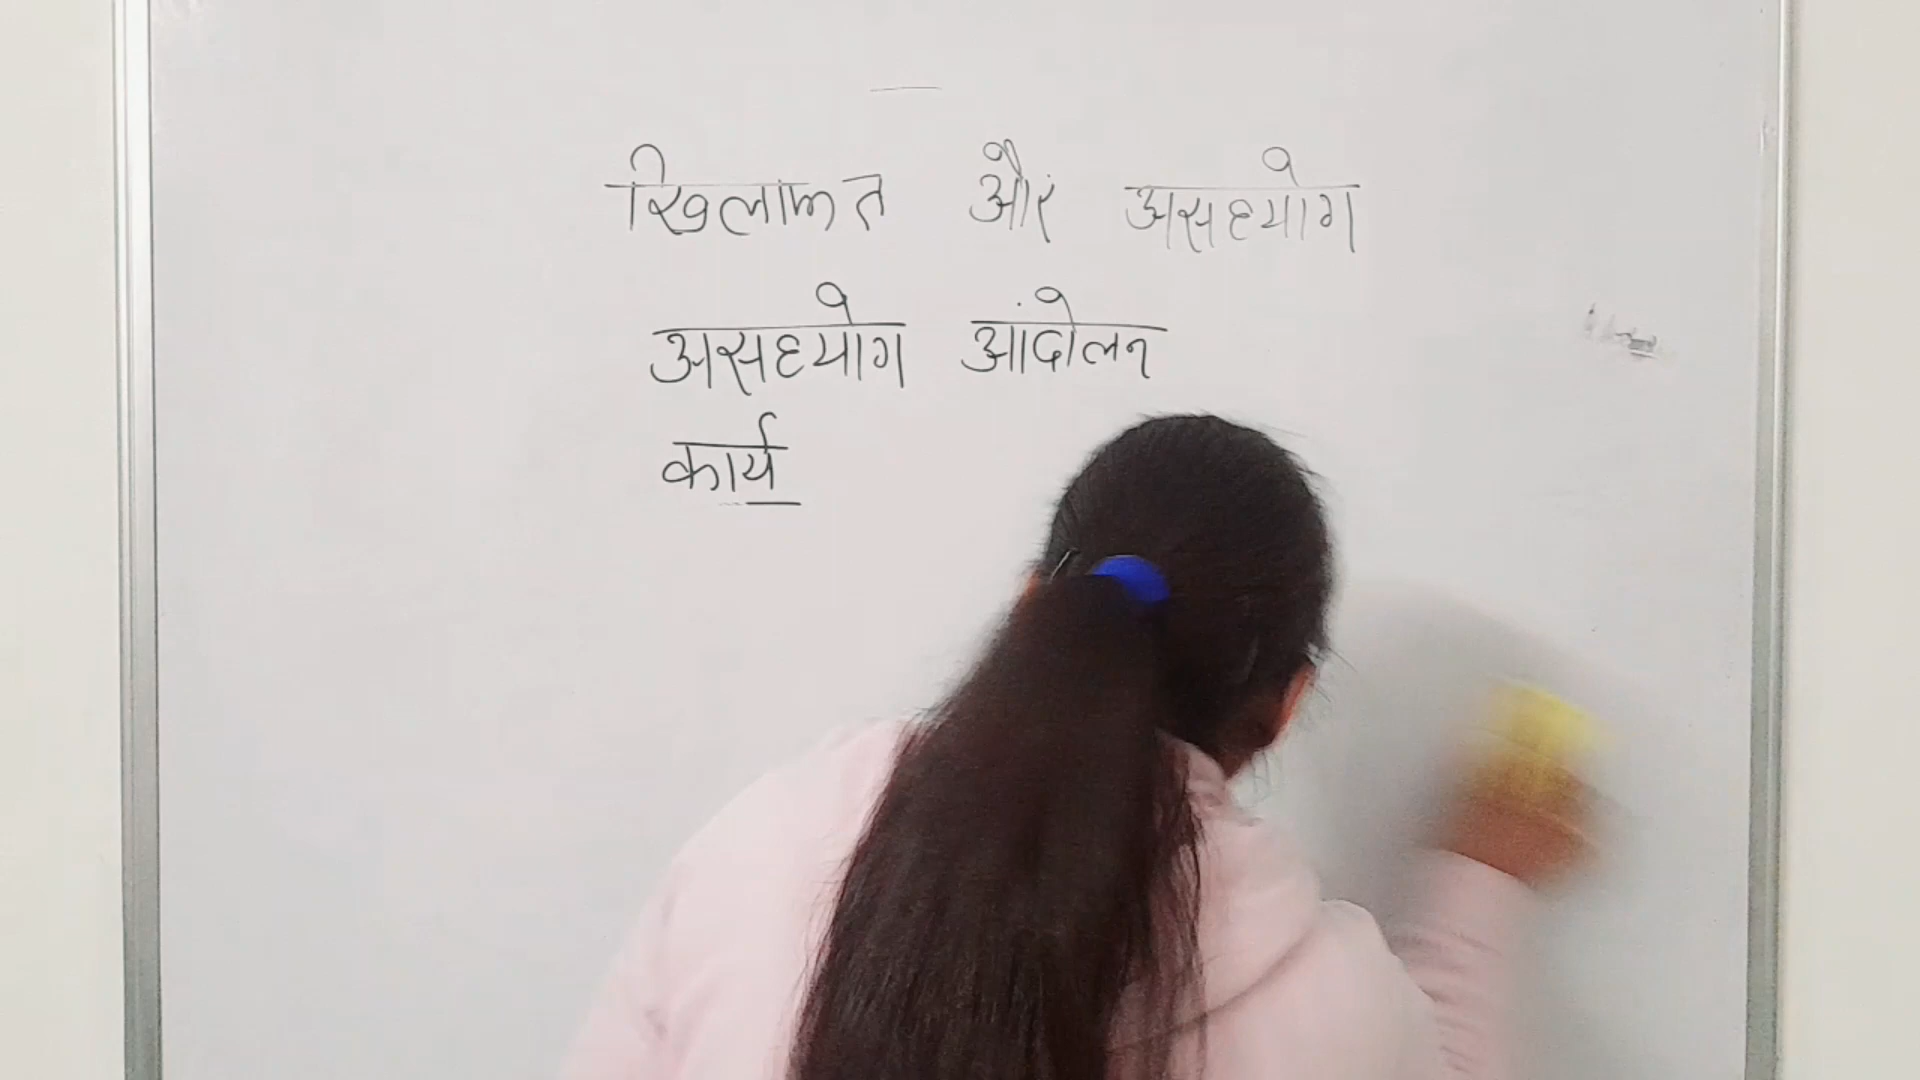 खिलाफत और असहयोग
असहयोग आंदोलन
कार्य